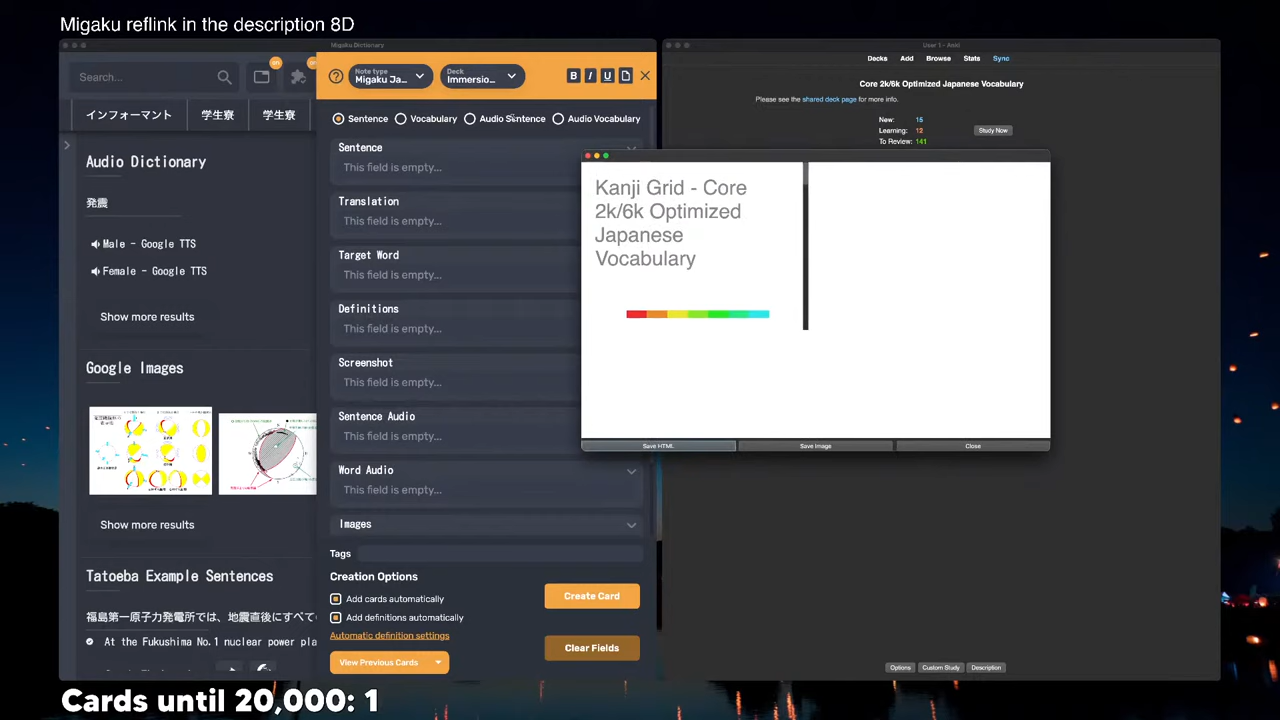 Migaku reflink in the description 8D
Migaku Dictionary
Search...
on
インフォーマント
学生寮
学生寮
Audio Dictionary
発震
Male - Google TTS
Female - Google TTS
Show more results
Google Images
Show more results
Tatoeba Example Sentences
福島第一原子力発電所では、地震直後にすべて
At the Fukushima No.1 nuclear power pla
Note type
Migaku Ja...
Deck
Immersio...
B I U
Sentence
Vocabulary
Audio Sentence
Audio Vocabulary
Sentence
This field is empty...
Translation
This field is empty...
Target Word
This field is empty...
Definitions
This field is empty...
Screenshot
This field is empty...
Sentence Audio
This field is empty...
Word Audio
This field is empty...
Images
Tags
Creation Options
Add cards automatically
Add definitions automatically
Automatic definition settings
Create Card
Clear Fields
View Previous Cards
User 1 - Anki
Decks Add Browse Stats Sync
Core 2k/6k Optimized Japanese Vocabulary
Please see the shared deck page for more info.
New: 15
Learning: 12
To Review: 141
Study Now
Kanji Grid - Core
2k/6k Optimized
Japanese
Vocabulary
Save HTML
Save Image
Close
Options
Custom Study
Description
Cards until 20,000: 1